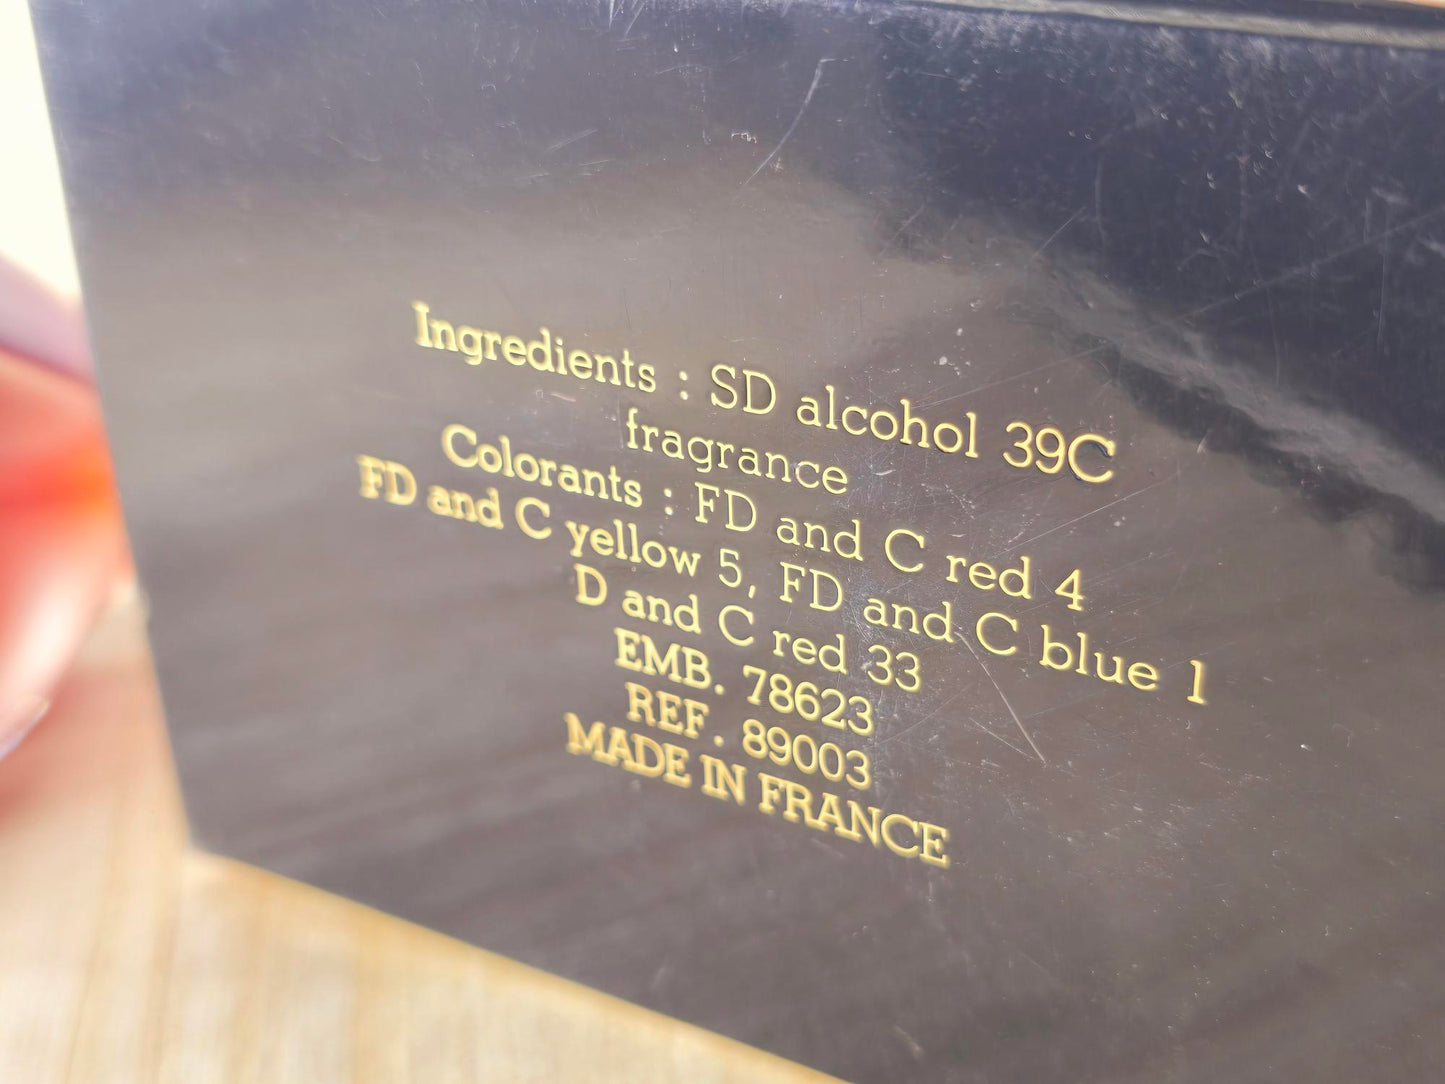 Ingredients : SD alcohol 39C
fragrance
Colorants : FD and C red 4
FD and C yellow 5, FD and C blue 1
D and C red 33
EMB. 78623
REF. 89003
MADE IN FRANCE